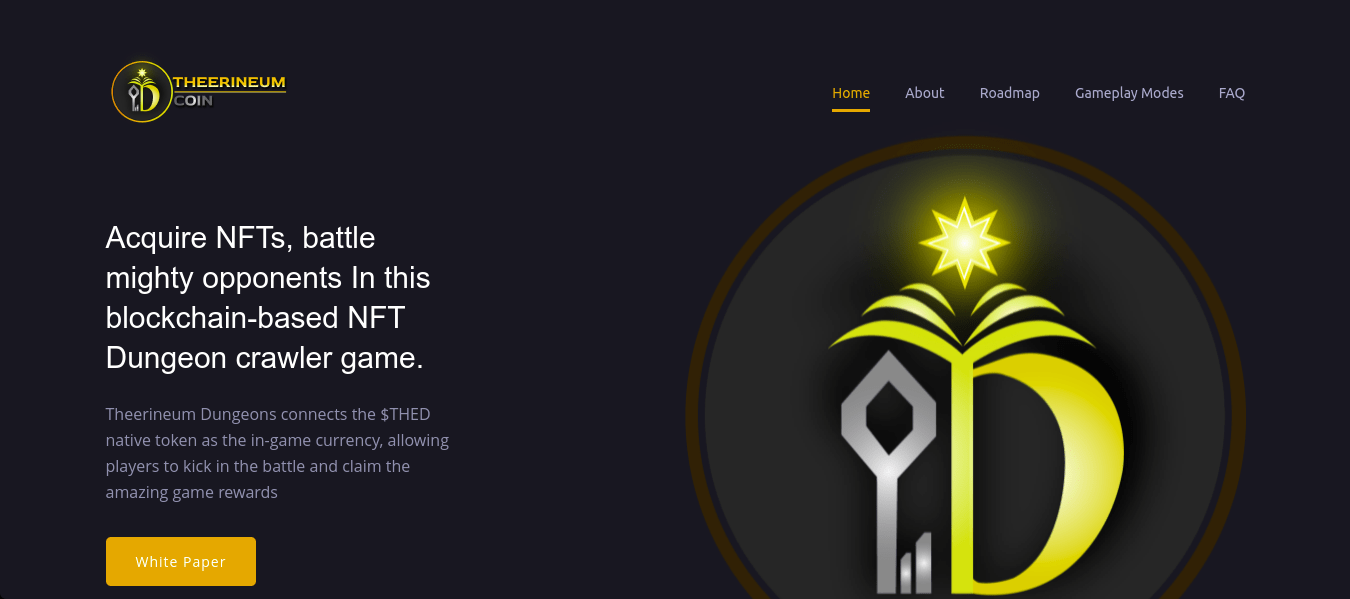 THEERINEUM
COIN
Home About Roadmap Gameplay Modes FAQ
Acquire NFTs, battle
mighty opponents In this
blockchain-based NFT
Dungeon crawler game.
Theerineum Dungeons connects the $THED
native token as the in-game currency, allowing
players to kick in the battle and claim the
amazing game rewards
White Paper